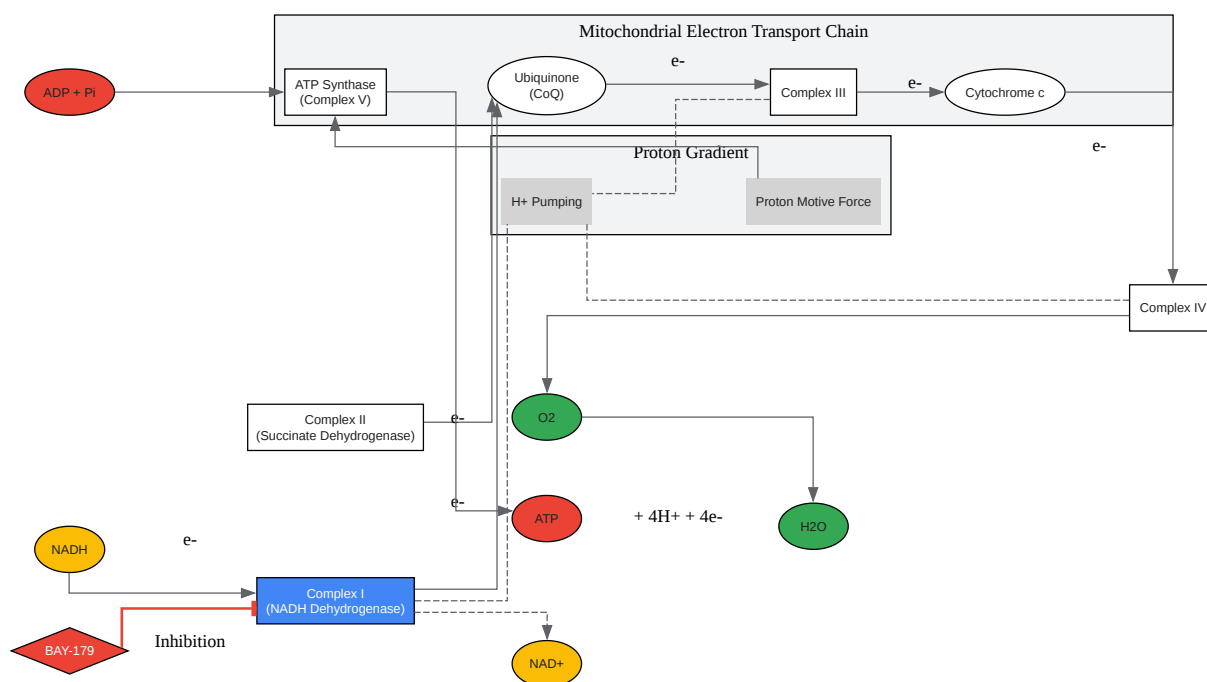 Mitochondrial Electron Transport Chain
e-
ADP + Pi
ATP Synthase
(Complex V)
Ubiquinone
(CoQ)
Complex III
e-
Cytochrome c
e-
Proton Gradient
H+ Pumping
Proton Motive Force
Complex IV
Complex II
(Succinate Dehydrogenase)
e-
O2
e-
ATP
+ 4H+ + 4e-
H2O
NADH
e-
Complex I
(NADH Dehydrogenase)
BAY-179
Inhibition
NAD+